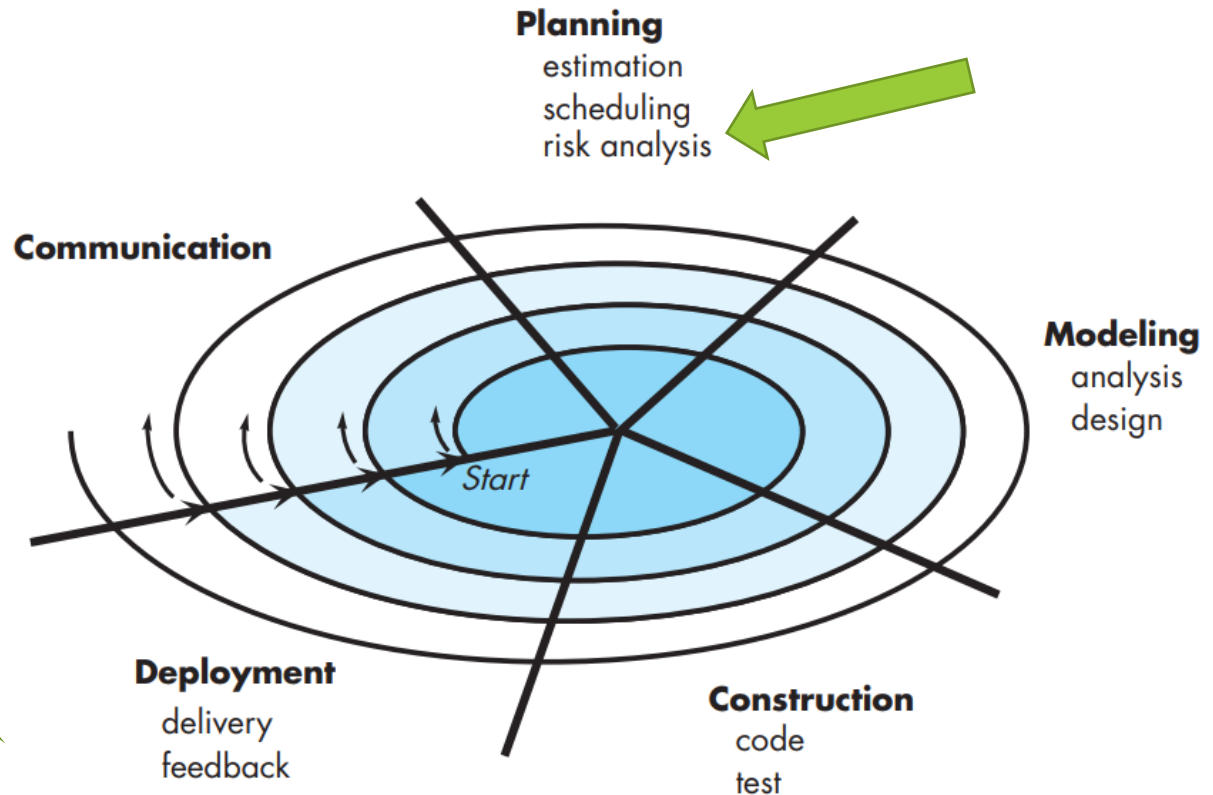 Planning
estimation
scheduling
risk analysis
Communication
Modeling
analysis
design
Start
Deployment
delivery
feedback
Construction
code
test